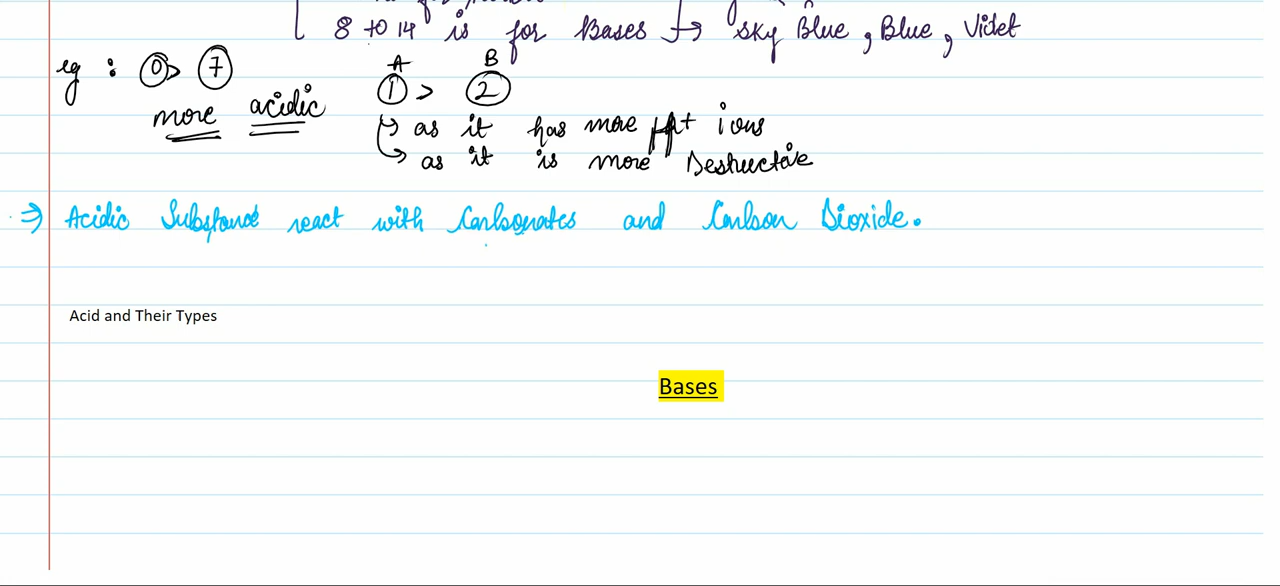 8 to 14 is for Bases → Sky Blue, Blue, Violet
eg : 0 > 7
A B
1 > 2
more acidic
as it has more H+ ions
as it is more Destructive
⇒ Acidic Substance react with Carbonates and Carbon Dioxide.
Acid and Their Types
Bases